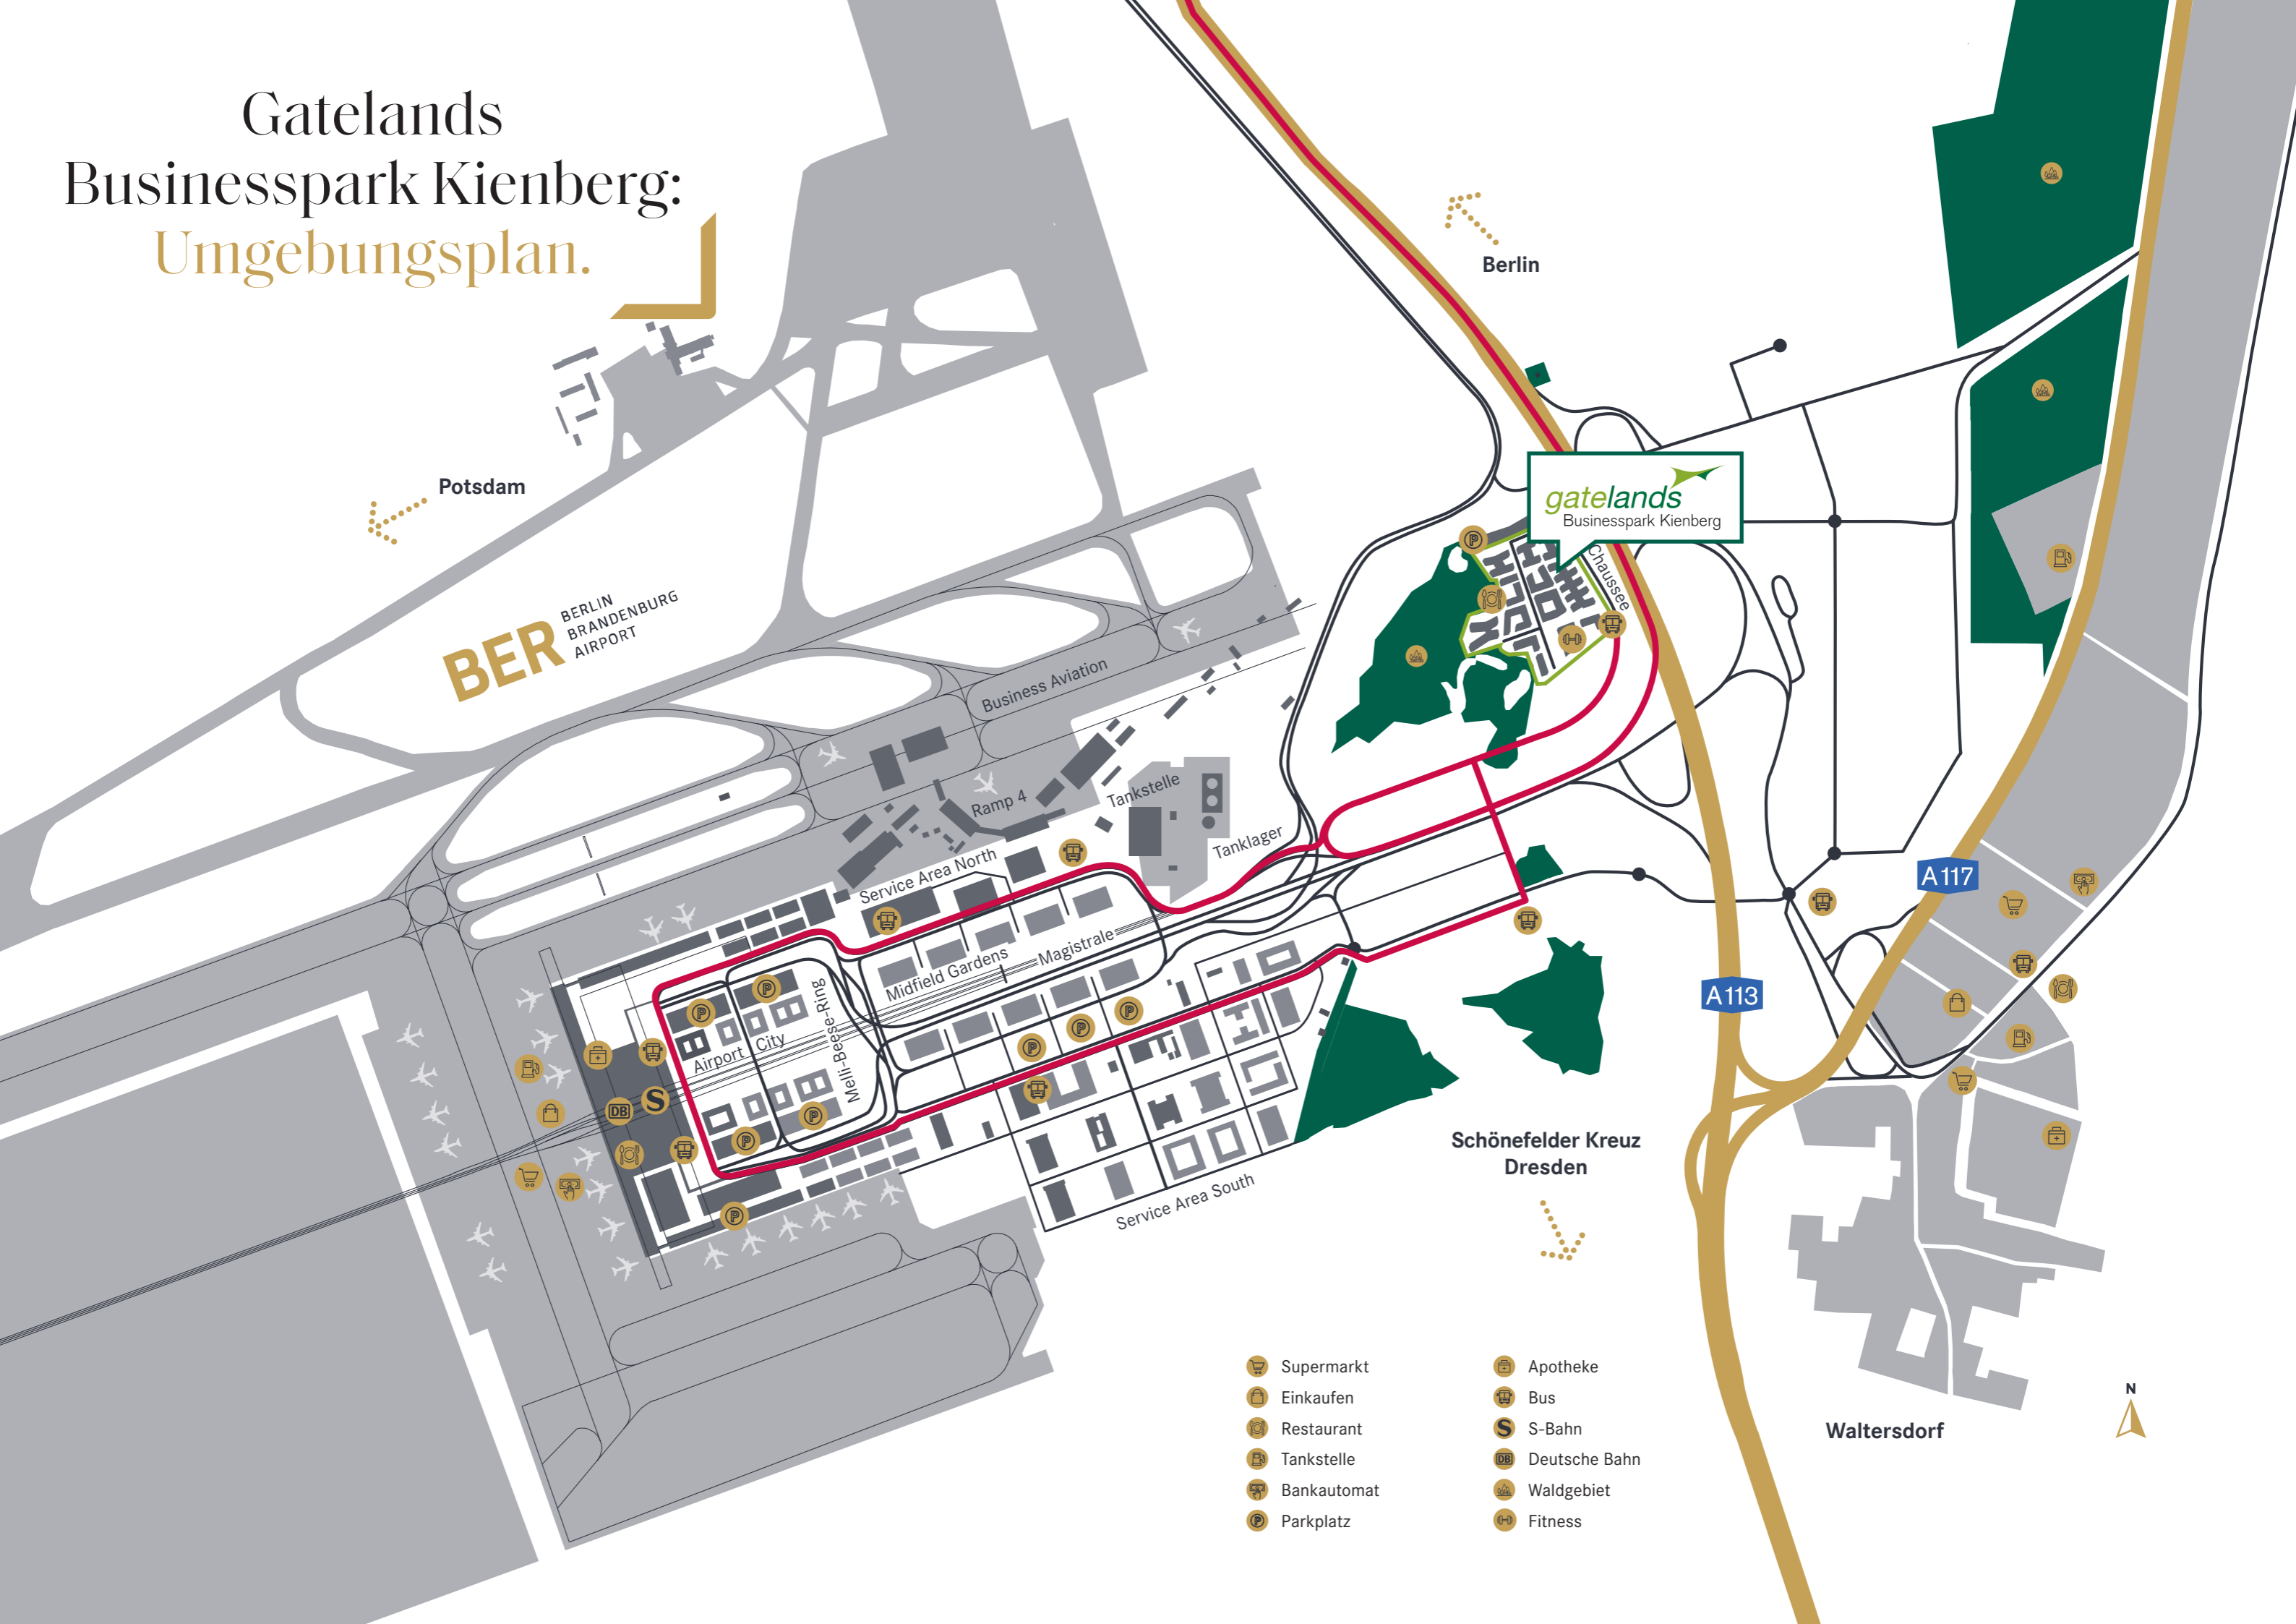 Gatelands
Businesspark Kienberg:
Umgebungsplan.
Berlin
Potsdam
gatelands
Businesspark Kienberg
Chaussee
BER
BERLIN
BRANDENBURG
AIRPORT
Business Aviation
Ramp 4
Tankstelle
Tanklager
Service Area North
Midfield Gardens
Magistrale
Airport City
Melli-Beese-Ring
A 117
A 113
DB
S
P
P
P
P
P
P
P
P
P
Service Area South
Schönefelder Kreuz
Dresden
Waltersdorf
N
Supermarkt
Einkaufen
Restaurant
Tankstelle
Bankautomat
P Parkplatz
Apotheke
Bus
S S-Bahn
DB Deutsche Bahn
Waldgebiet
Fitness